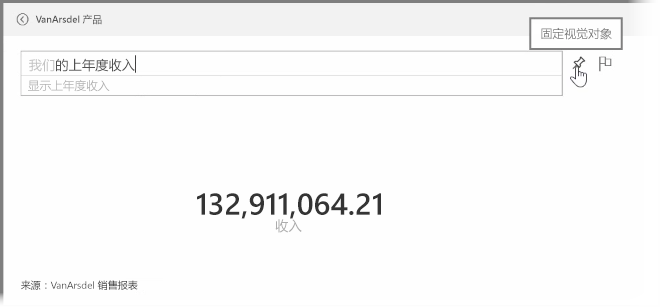 VanArsdel 产品
固定视觉对象
我们的上年度收入
显示上年度收入
132,911,064.21
收入
来源：VanArsdel 销售报表